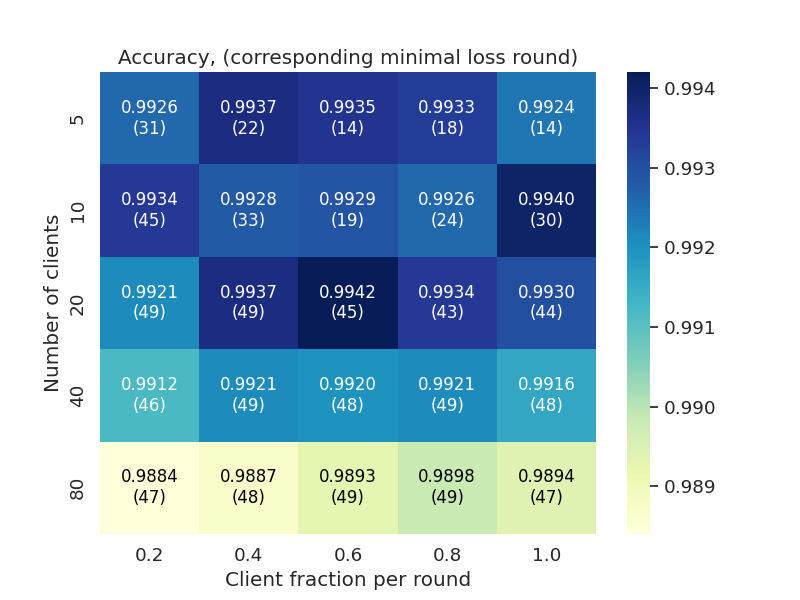 Accuracy, (corresponding minimal loss round)
5
0.9926 0.9937 0.9935 0.9933 0.9924
(31) (22) (14) (18) (14)
10
0.9934 0.9928 0.9929 0.9926 0.9940
(45) (33) (19) (24) (30)
20
0.9921 0.9937 0.9942 0.9934 0.9930
(49) (49) (45) (43) (44)
40
0.9912 0.9921 0.9920 0.9921 0.9916
(46) (49) (48) (49) (48)
80
0.9884 0.9887 0.9893 0.9898 0.9894
(47) (48) (49) (49) (47)
Number of clients
0.2 0.4 0.6 0.8 1.0
Client fraction per round
0.994
0.993
0.992
0.991
0.990
0.989